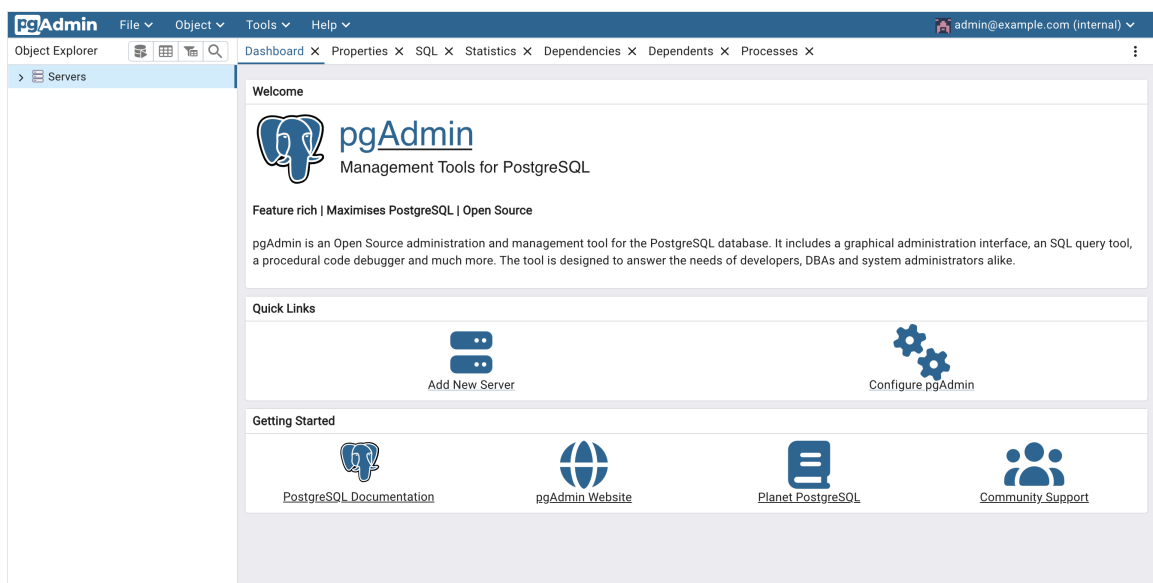 pgAdmin File Object Tools Help admin@example.com (internal)
Object Explorer Dashboard Properties SQL Statistics Dependencies Dependents Processes
Servers
Welcome
pgAdmin
Management Tools for PostgreSQL
Feature rich | Maximises PostgreSQL | Open Source
pgAdmin is an Open Source administration and management tool for the PostgreSQL database. It includes a graphical administration interface, an SQL query tool,
a procedural code debugger and much more. The tool is designed to answer the needs of developers, DBAs and system administrators alike.
Quick Links
Add New Server Configure pgAdmin
Getting Started
PostgreSQL Documentation pgAdmin Website Planet PostgreSQL Community Support